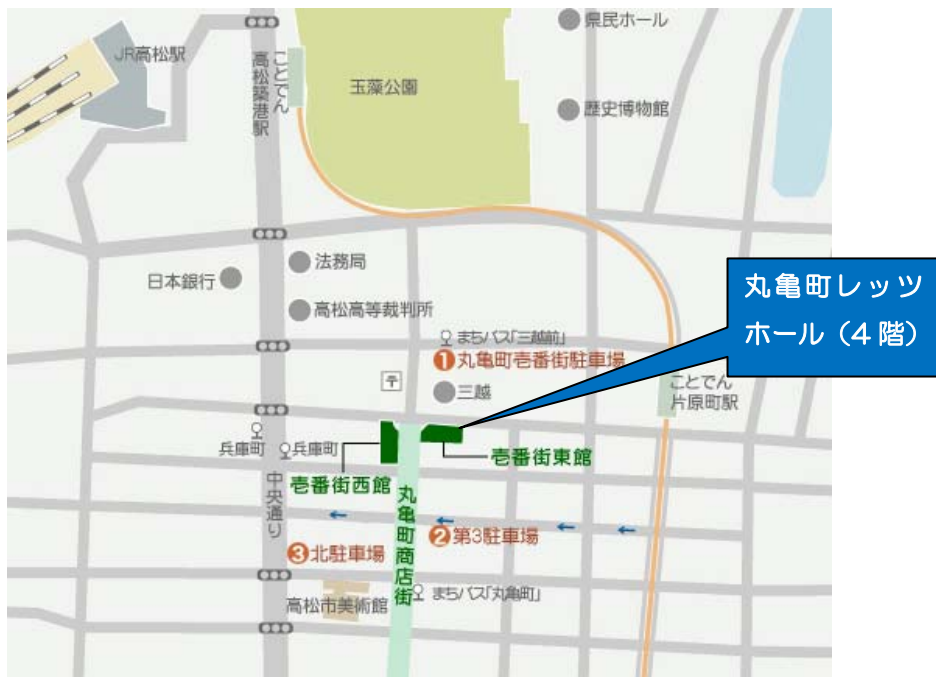 県民ホール
JR高松駅
ことでん
高松築港駅
玉藻公園
歴史博物館
法務局
日本銀行
高松高等裁判所
丸亀町レッツ
ホール（4階）
まちバス「三越前」
❶丸亀町壱番街駐車場
〒
三越
ことでん
片原町駅
兵庫町
兵庫町
壱番街東館
壱番街西館
中央通り
丸亀町商店街
❷第3駐車場
❸北駐車場
まちバス「丸亀町」
高松市美術館